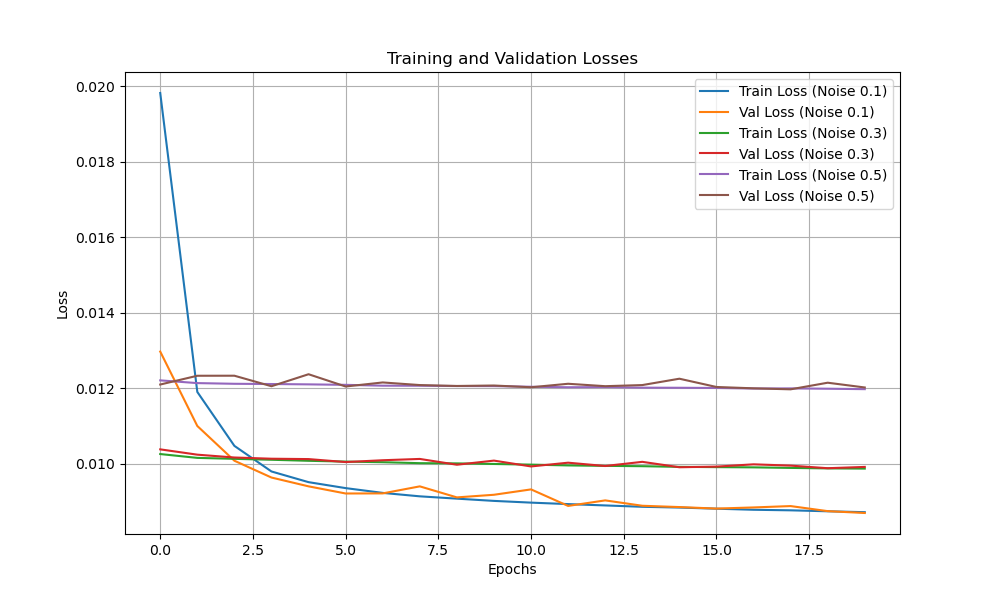 Training and Validation Losses
0.020
0.018
0.016
0.014
0.012
0.010
Loss
Train Loss (Noise 0.1)
Val Loss (Noise 0.1)
Train Loss (Noise 0.3)
Val Loss (Noise 0.3)
Train Loss (Noise 0.5)
Val Loss (Noise 0.5)
0.0 2.5 5.0 7.5 10.0 12.5 15.0 17.5
Epochs